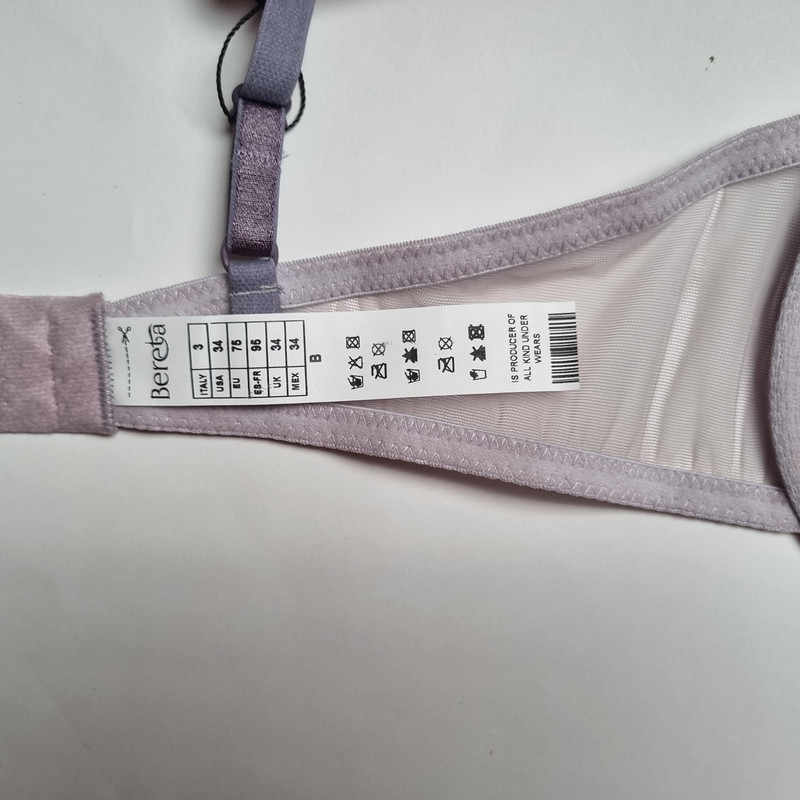 Bereta
ITALY 3
USA 34
EU 75
ES-FR 95
UK 34
MEX 34
B
IS PRODUCER OF
ALL KIND UNDER
WEARS